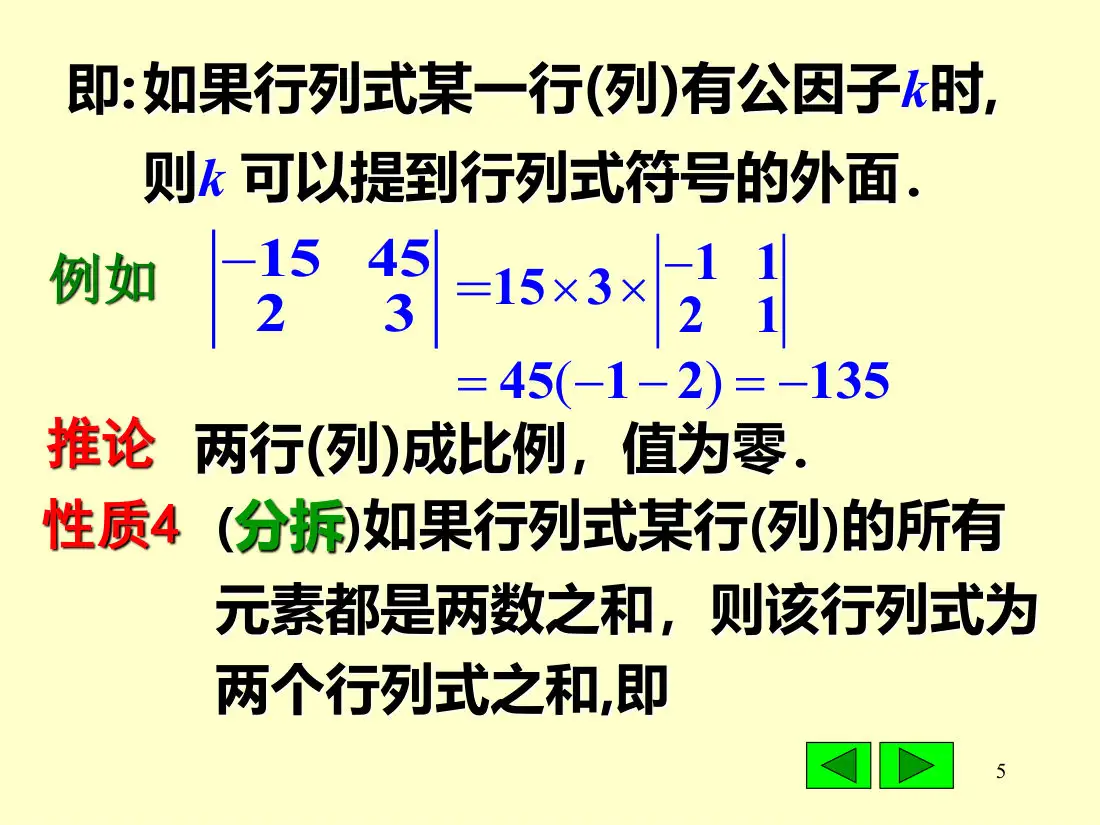 即:如果行列式某一行(列)有公因子k时,
则k 可以提到行列式符号的外面.
例如 |−15 45| =15×3× |−1 1|
|2 3| |2 1|
= 45(−1 − 2) = −135
推论 两行(列)成比例，值为零.
性质4 (分拆)如果行列式某行(列)的所有
元素都是两数之和，则该行列式为
两个行列式之和,即
5